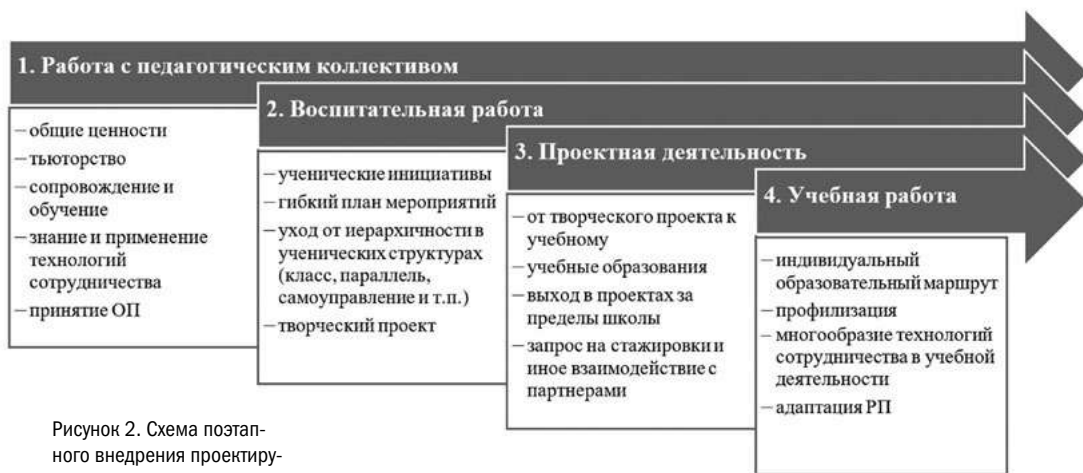 1. Работа с педагогическим коллективом
– общие ценности
– тьюторство
– сопровождение и
обучение
– знание и применение
технологий
сотрудничества
– принятие ОП
2. Воспитательная работа
– ученические инициативы
– гибкий план мероприятий
– уход от иерархичности в
ученических структурах
(класс, параллель,
самоуправление и т.п.)
– творческий проект
3. Проектная деятельность
– от творческого проекта к
учебному
– учебные образования
– выход в проектах за
пределы школы
– запрос на стажировки и
иное взаимодействие с
партнерами
4. Учебная работа
– индивидуальный
образовательный маршрут
– профилизация
– многообразие технологий
сотрудничества в учебной
деятельности
– адаптация РП
Рисунок 2. Схема поэтап-
ного внедрения проектиру-